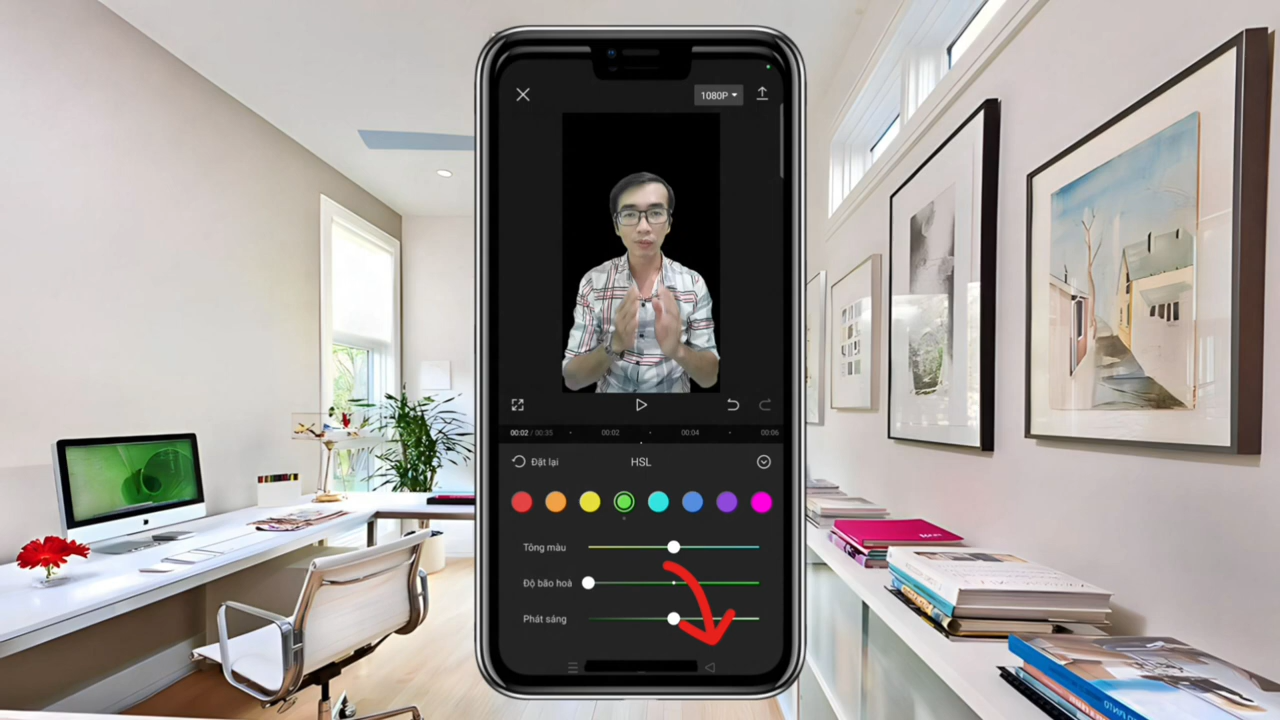 1080P
00:02 / 00:35
00:02
00:04
00:06
Đặt lại
HSL
Tông màu
Độ bão hoà
Phát sáng